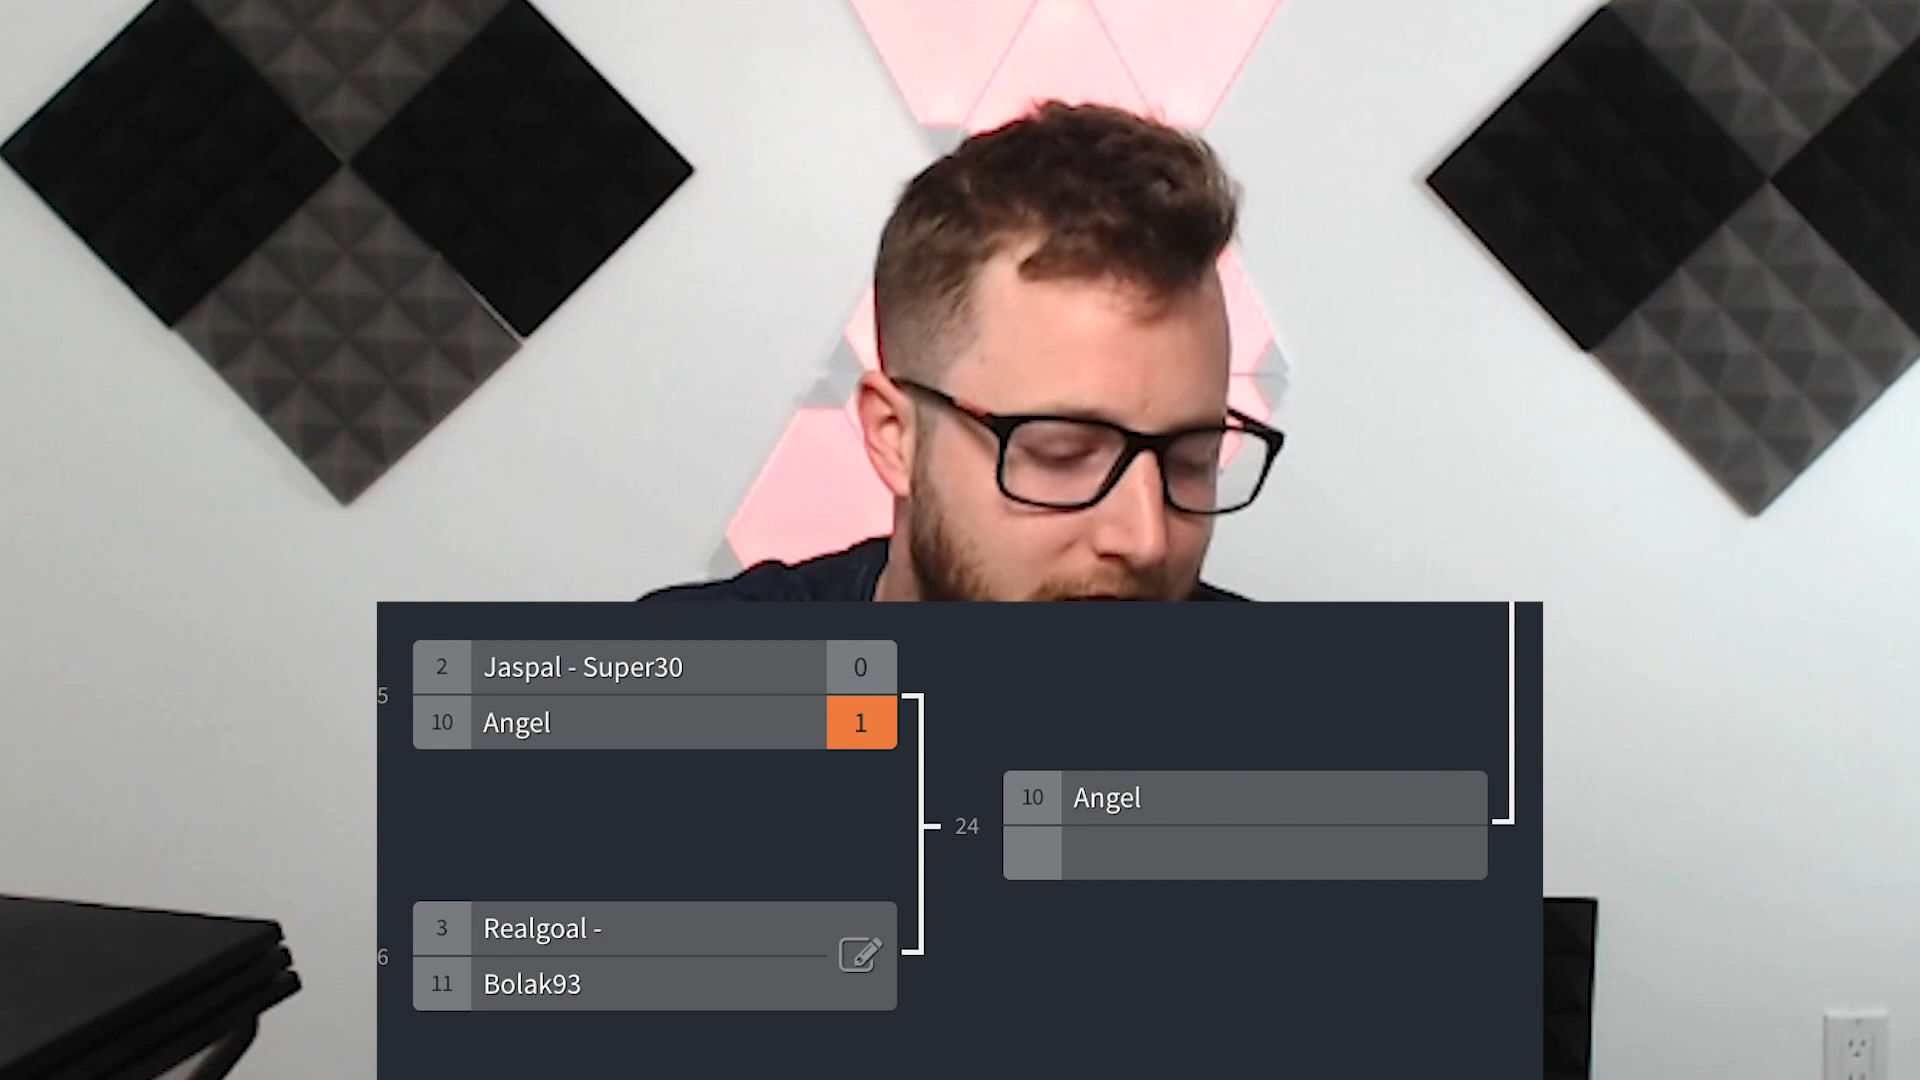 5
2 Jaspal - Super30 0
10 Angel 1
24
10 Angel
6
3 Realgoal -
11 Bolak93